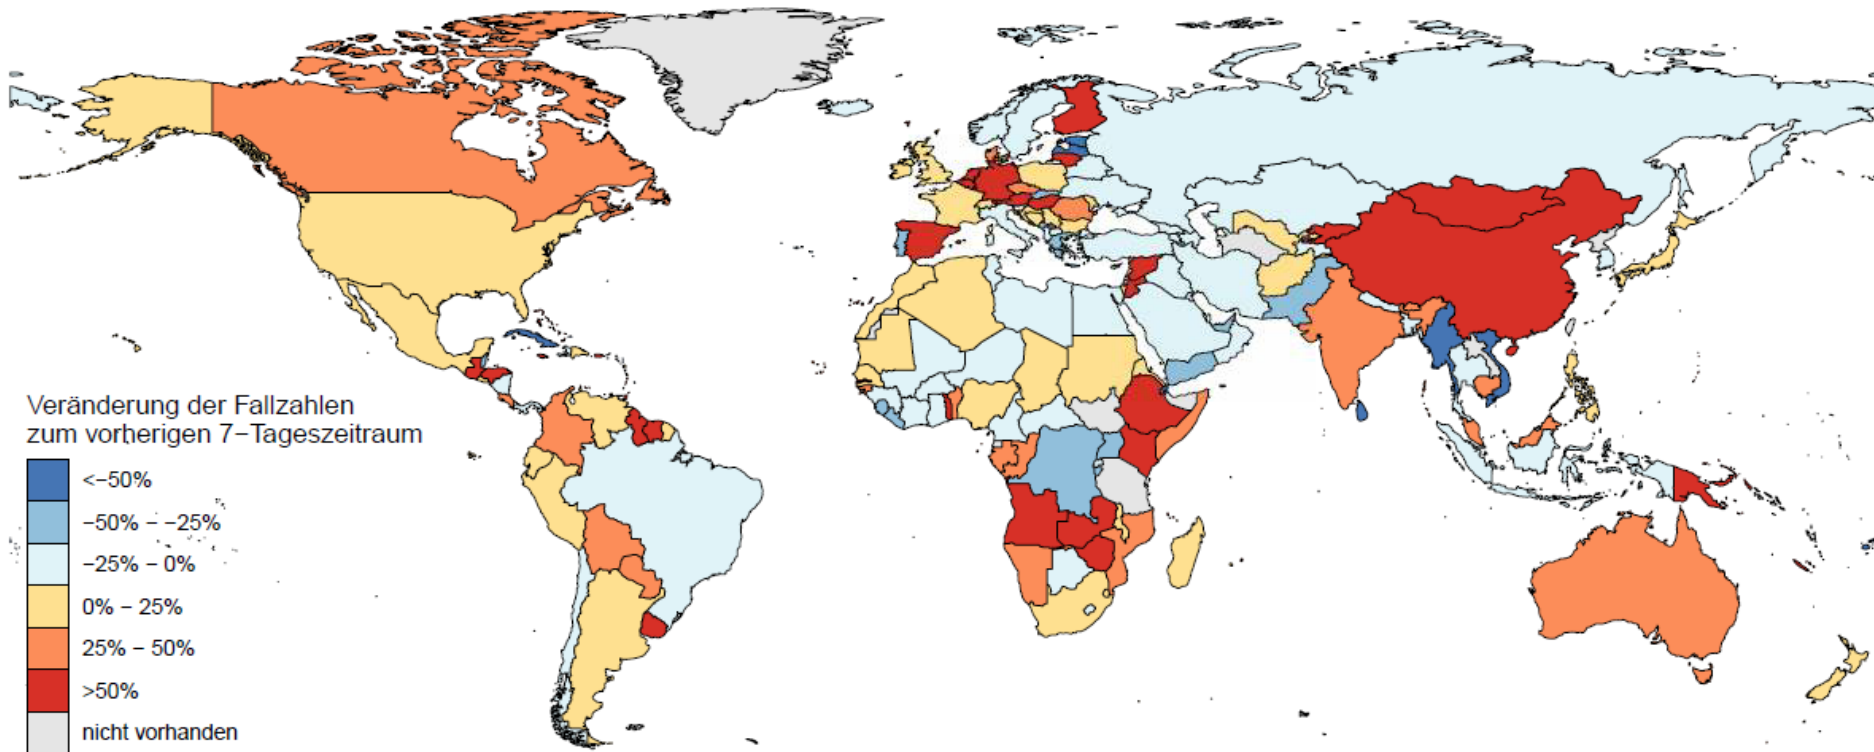 Veränderung der Fallzahlen
zum vorherigen 7−Tageszeitraum
<−50%
−50% − −25%
−25% − 0%
0% − 25%
25% − 50%
>50%
nicht vorhanden